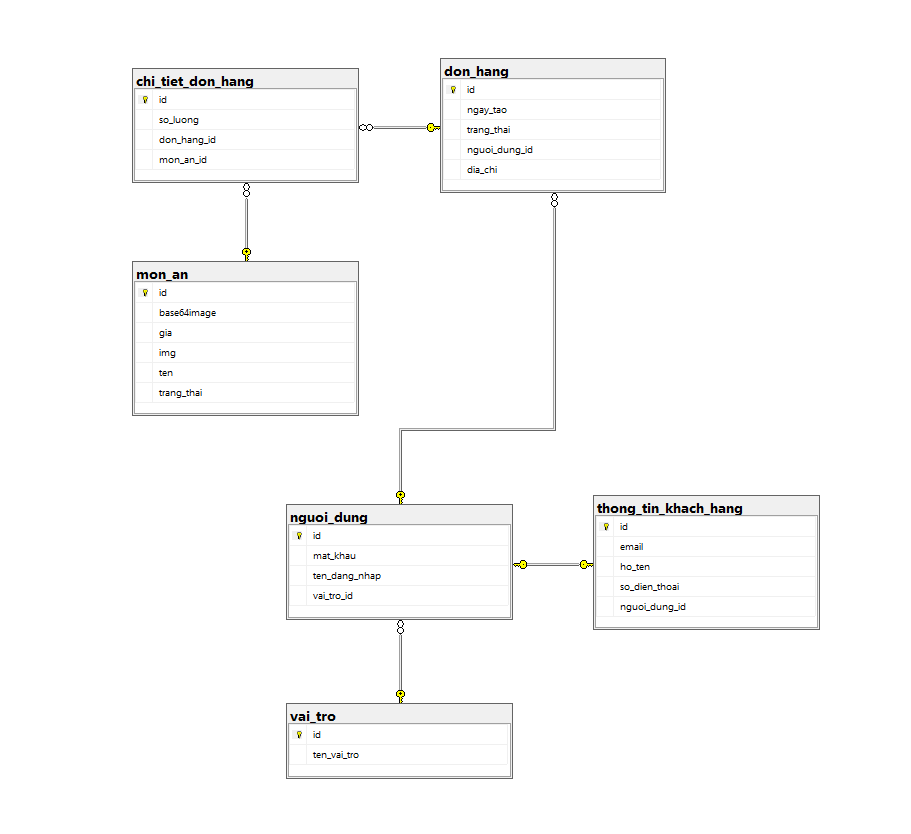 chi_tiet_don_hang
id
so_luong
don_hang_id
mon_an_id
don_hang
id
ngay_tao
trang_thai
nguoi_dung_id
dia_chi
mon_an
id
base64image
gia
img
ten
trang_thai
nguoi_dung
id
mat_khau
ten_dang_nhap
vai_tro_id
thong_tin_khach_hang
id
email
ho_ten
so_dien_thoai
nguoi_dung_id
vai_tro
id
ten_vai_tro